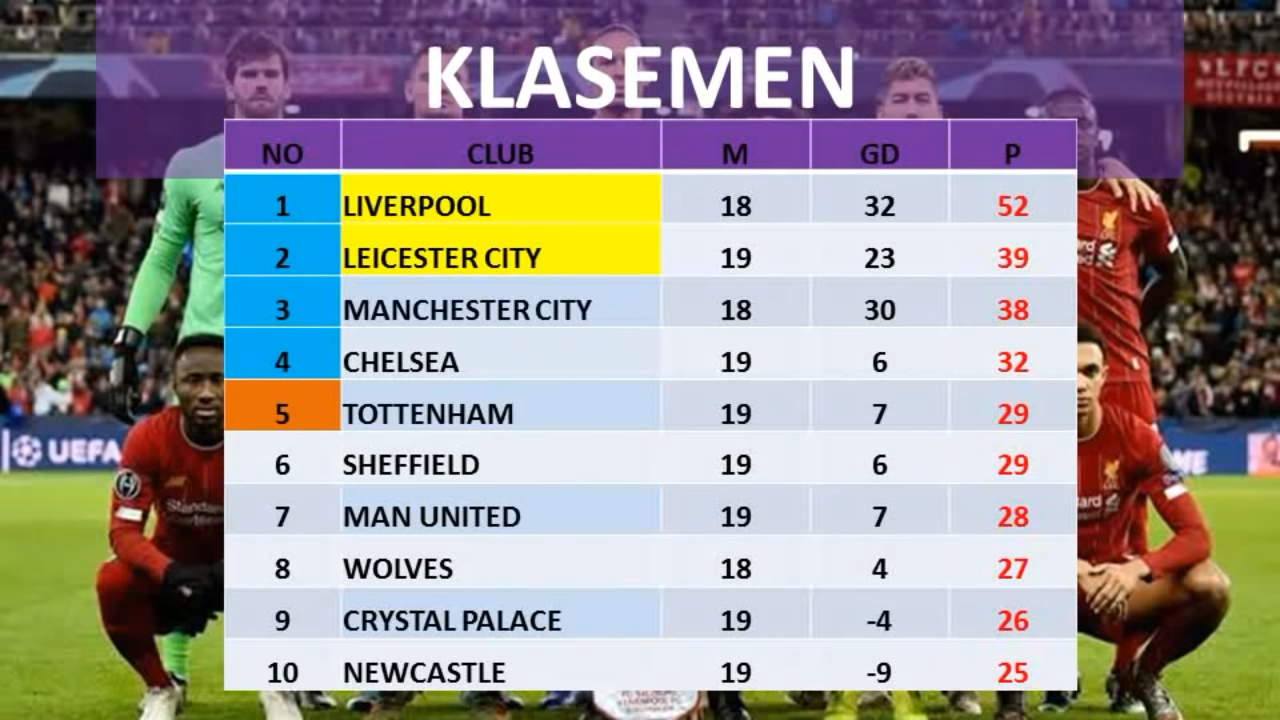 KLASEMEN
NO CLUB M GD P
1 LIVERPOOL 18 32 52
2 LEICESTER CITY 19 23 39
3 MANCHESTER CITY 18 30 38
4 CHELSEA 19 6 32
5 TOTTENHAM 19 7 29
6 SHEFFIELD 19 6 29
7 MAN UNITED 19 7 28
8 WOLVES 18 4 27
9 CRYSTAL PALACE 19 -4 26
10 NEWCASTLE 19 -9 25
UEFA